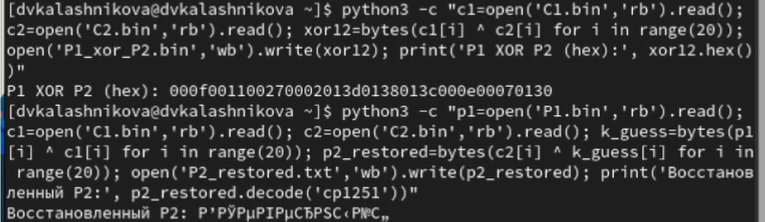 [dvkalashnikova@dvkalashnikova ~]$ python3 -c "c1=open('C1.bin','rb').read();
c2=open('C2.bin','rb').read(); xor12=bytes(c1[i] ^ c2[i] for i in range(20));
open('P1_xor_P2.bin','wb').write(xor12); print('P1 XOR P2 (hex):', xor12.hex()
)"
P1 XOR P2 (hex): 000f001100270002013d0138013c000e00070130
[dvkalashnikova@dvkalashnikova ~]$ python3 -c "p1=open('P1.bin','rb').read();
c1=open('C1.bin','rb').read(); c2=open('C2.bin','rb').read(); k_guess=bytes(p1
[i] ^ c1[i] for i in range(20)); p2_restored=bytes(c2[i] ^ k_guess[i] for i in
range(20)); open('P2_restored.txt','wb').write(p2_restored); print('Восстанов
ленный P2:', p2_restored.decode('cp1251'))"
Восстановленный P2: Р'РЎРµРІРµСЂРЅС‹Р№С„